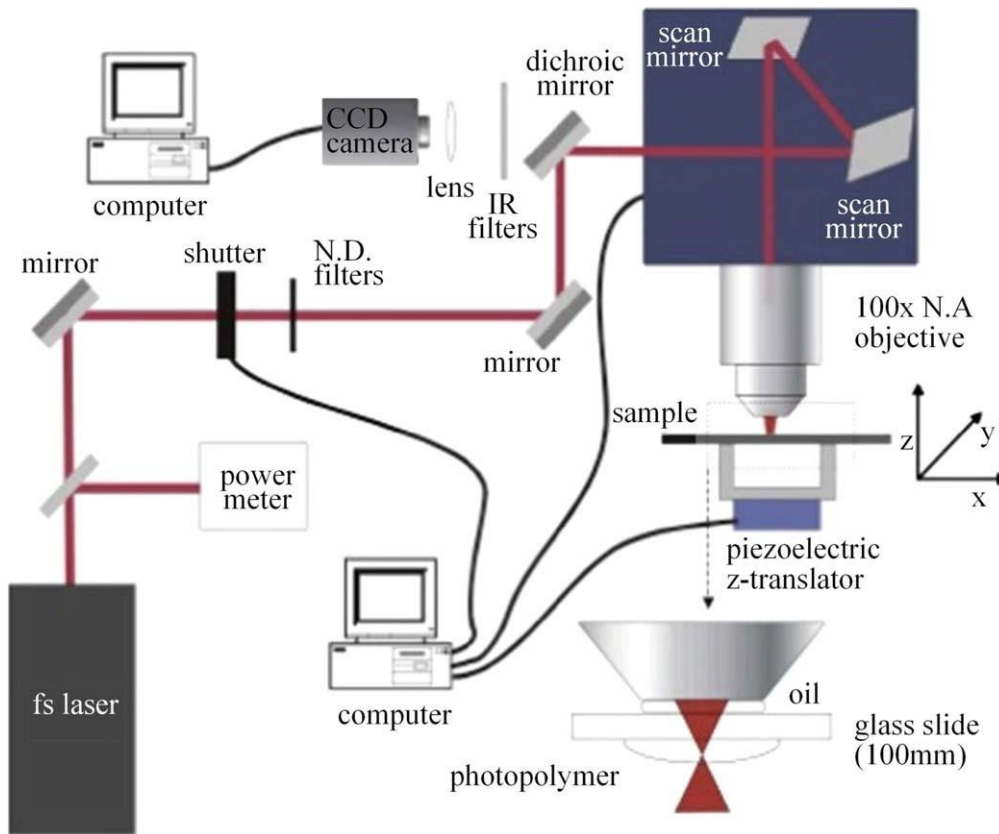 scan
mirror
dichroic
mirror
CCD
camera
lens
IR
filters
scan
mirror
computer
mirror
shutter
N.D.
filters
mirror
100x N.A
objective
sample
z
y
x
power
meter
piezoelectric
z-translator
fs laser
computer
oil
glass slide
(100mm)
photopolymer